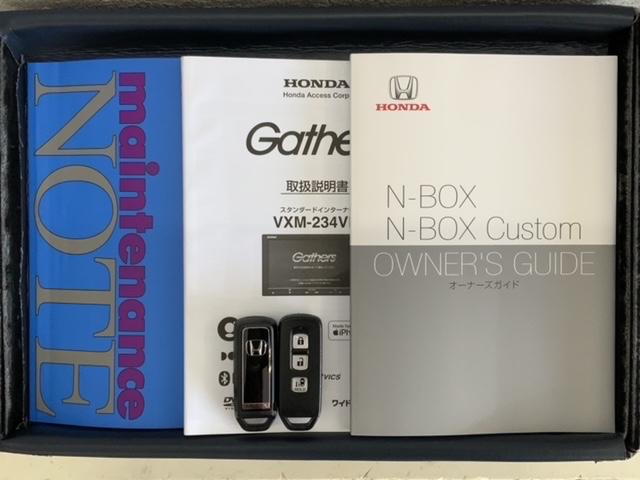 maintenance
NOTE
HONDA
Honda Access Corp
Gathe
取扱説明書
スタンダードインターナ
VXM-234V
Gathers
ワイド
HONDA
N-BOX
N-BOX Custom
OWNER'S GUIDE
オーナーズガイド
HOLD